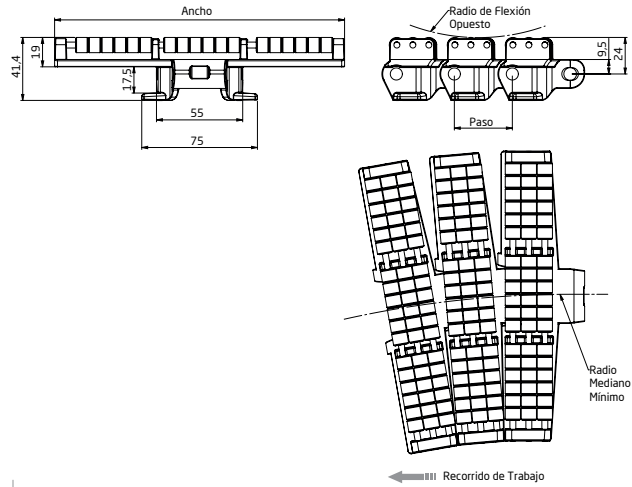 Ancho
19
41,4
17,5
55
75
Radio de Flexión
Opuesto
9,5
24
Paso
Radio
Mediano
Mínimo
Recorrido de Trabajo